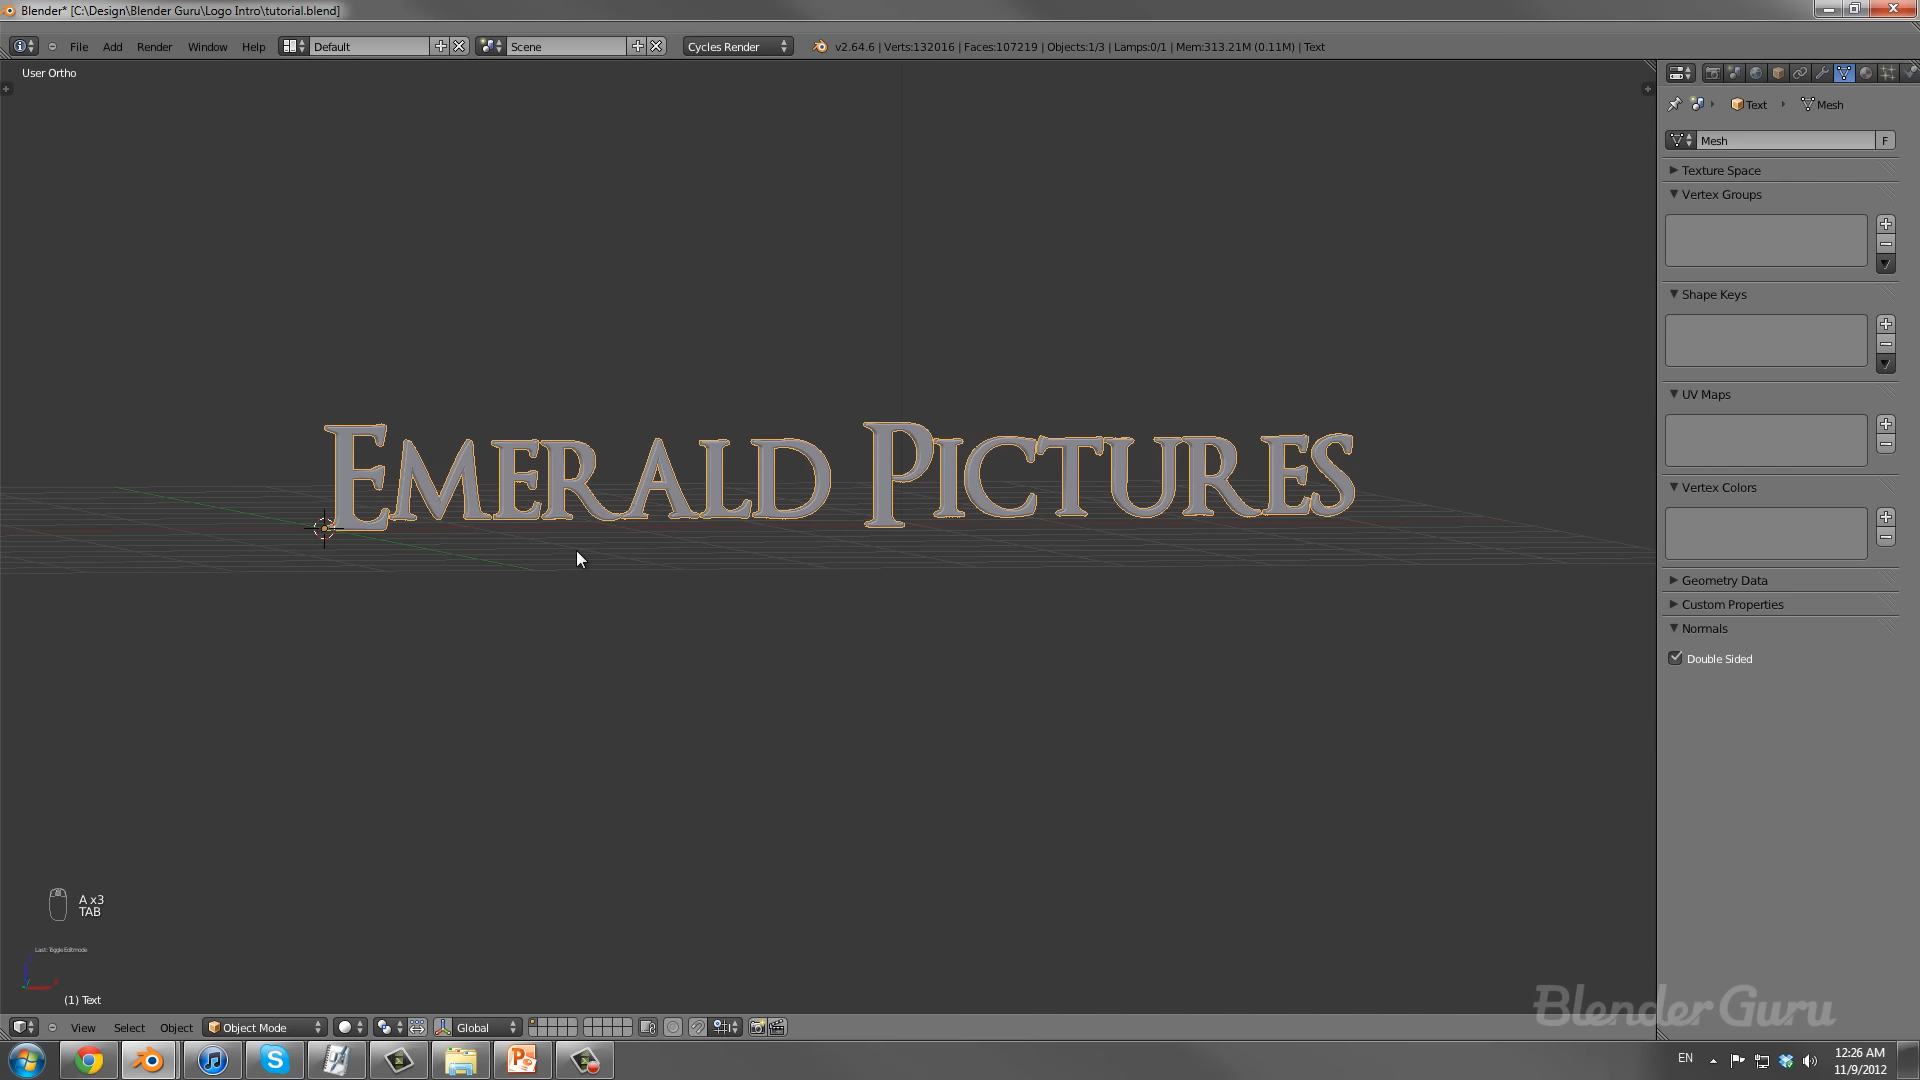 Blender* [C:\Design\Blender Guru\Logo Intro\tutorial.blend]
File Add Render Window Help Default Scene Cycles Render v2.64.6 | Verts:132016 | Faces:107219 | Objects:1/3 | Lamps:0/1 | Mem:313.21M (0.11M) | Text
User Ortho
Text Mesh
Mesh F
Texture Space
Vertex Groups
Shape Keys
UV Maps
Vertex Colors
Geometry Data
Custom Properties
Normals
Double Sided
EMERALD PICTURES
A x3
TAB
Last: Toggle Editmode
(1) Text
BlenderGuru
View Select Object Object Mode Global
EN
12:26 AM
11/9/2012